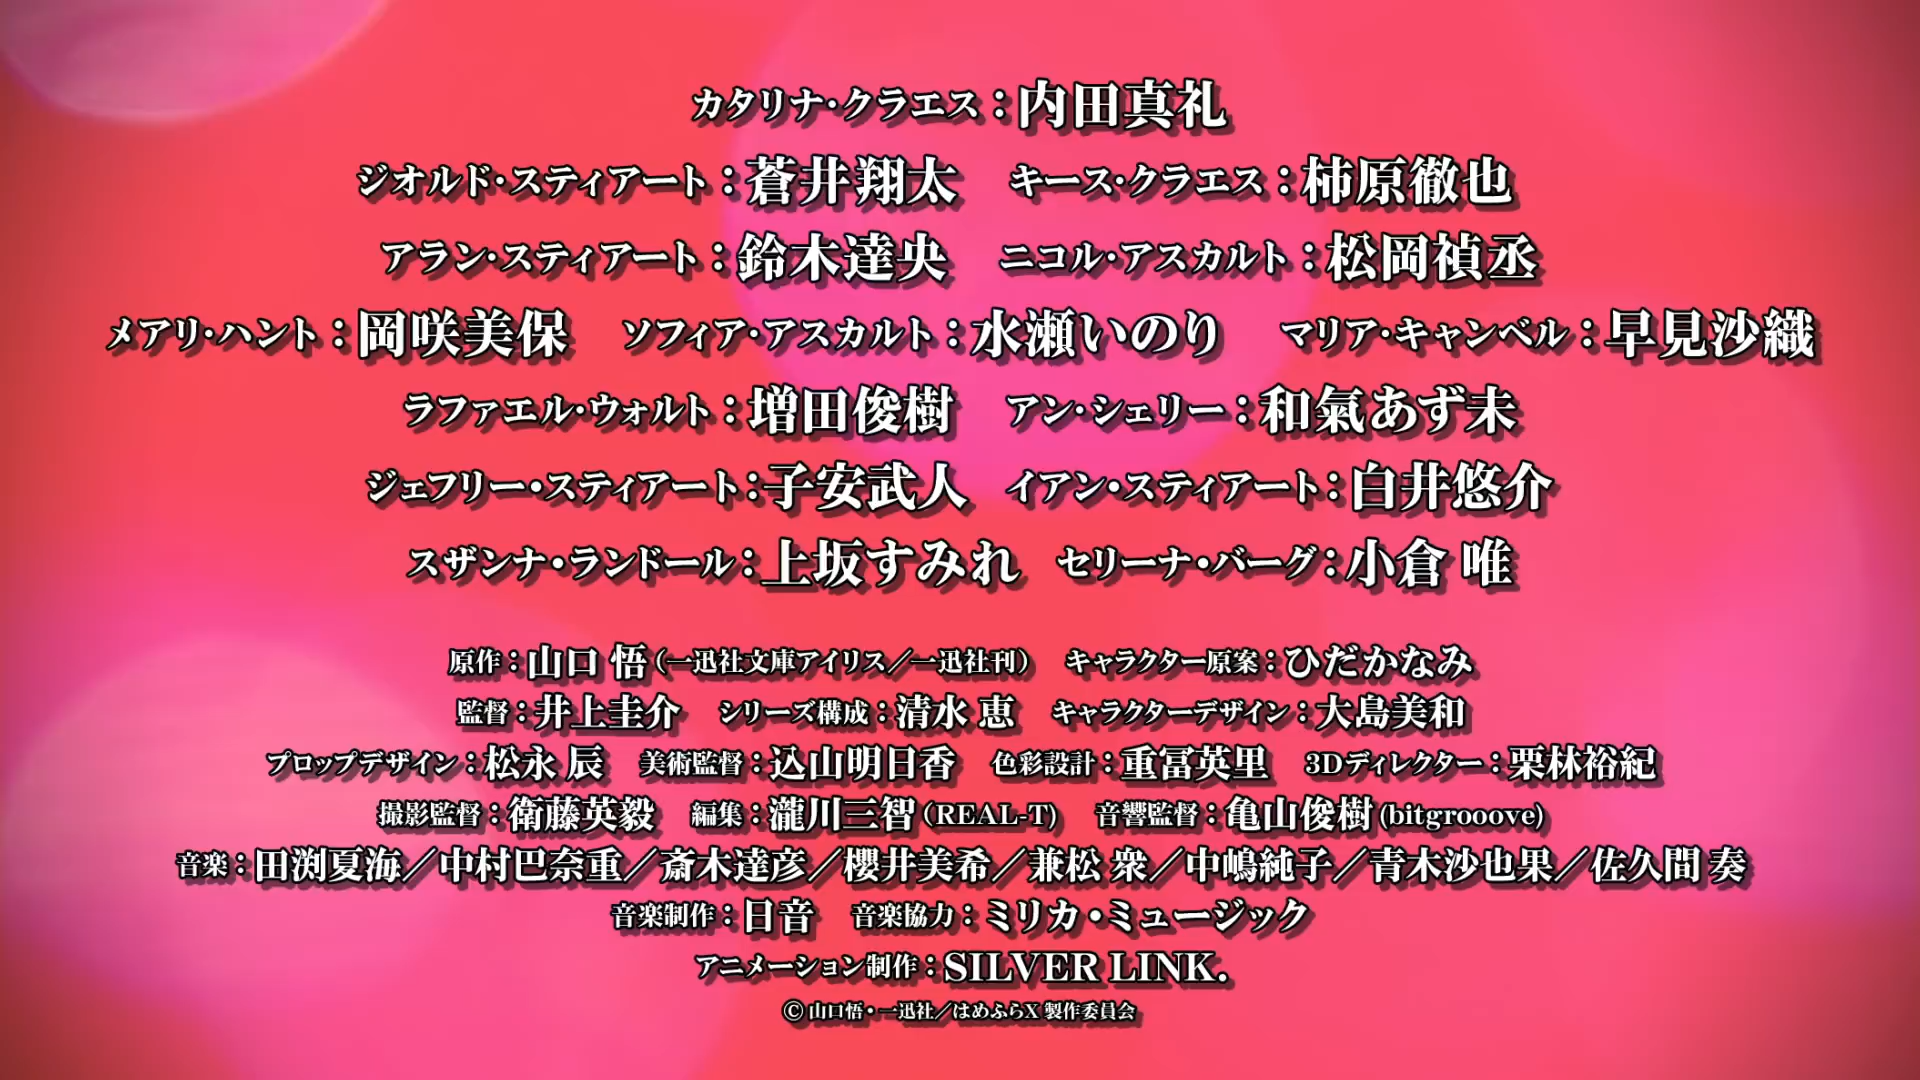 カタリナ・クラエス：内田真礼
ジオルド・スティアート：蒼井翔太　キース・クラエス：柿原徹也
アラン・スティアート：鈴木達央　ニコル・アスカルト：松岡禎丞
メアリ・ハント：岡咲美保　ソフィア・アスカルト：水瀬いのり　マリア・キャンベル：早見沙織
ラファエル・ウォルト：増田俊樹　アン・シェリー：和氣あず未
ジェフリー・スティアート：子安武人　イアン・スティアート：白井悠介
スザンナ・ランドール：上坂すみれ　セリーナ・バーグ：小倉 唯
原作：山口 悟（一迅社文庫アイリス／一迅社刊）　キャラクター原案：ひだかなみ
監督：井上圭介　シリーズ構成：清水 恵　キャラクターデザイン：大島美和
プロップデザイン：松永 辰　美術監督：込山明日香　色彩設計：重冨英里　3Dディレクター：栗林裕紀
撮影監督：衛藤英毅　編集：瀧川三智（REAL-T)　音響監督：亀山俊樹(bitgrooove)
音楽：田渕夏海／中村巴奈重／斎木達彦／櫻井美希／兼松 衆／中嶋純子／青木沙也果／佐久間 奏
音楽制作：日音　音楽協力：ミリカ・ミュージック
アニメーション制作：SILVER LINK.
© 山口悟・一迅社／はめふらX 製作委員会